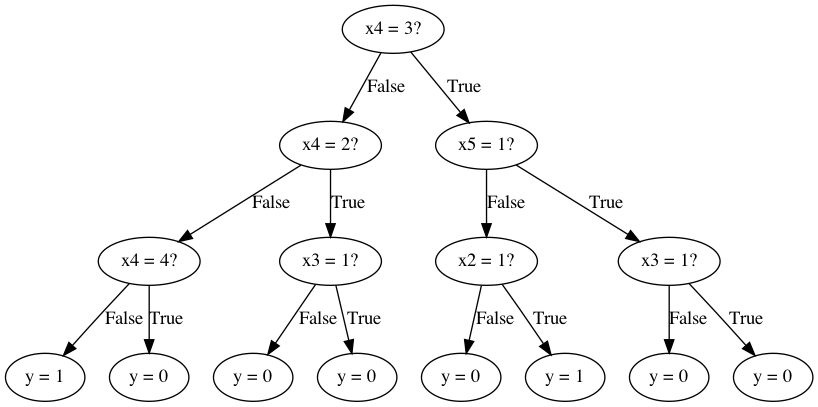 x4 = 3?
False
True
x4 = 2?
x5 = 1?
False
True
False
True
x4 = 4?
x3 = 1?
x2 = 1?
x3 = 1?
False
True
False
True
False
True
False
True
y = 1
y = 0
y = 0
y = 0
y = 0
y = 1
y = 0
y = 0